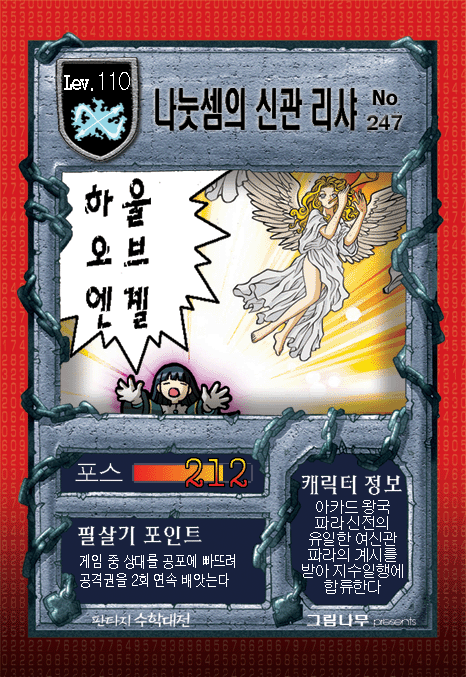 Lev.110
나눗셈의 신관 리샤
No
247
하울
오브
엔젤
포스 212
필살기 포인트
게임 중 상대를 공포에 빠뜨려
공격권을 2회 연속 빼앗는다
캐릭터 정보
아카드 왕국
파라신전의
유일한 여신관
파라의 계시를
받아 지수일행에
합류한다
판타지 수학대전
그림나무 presents